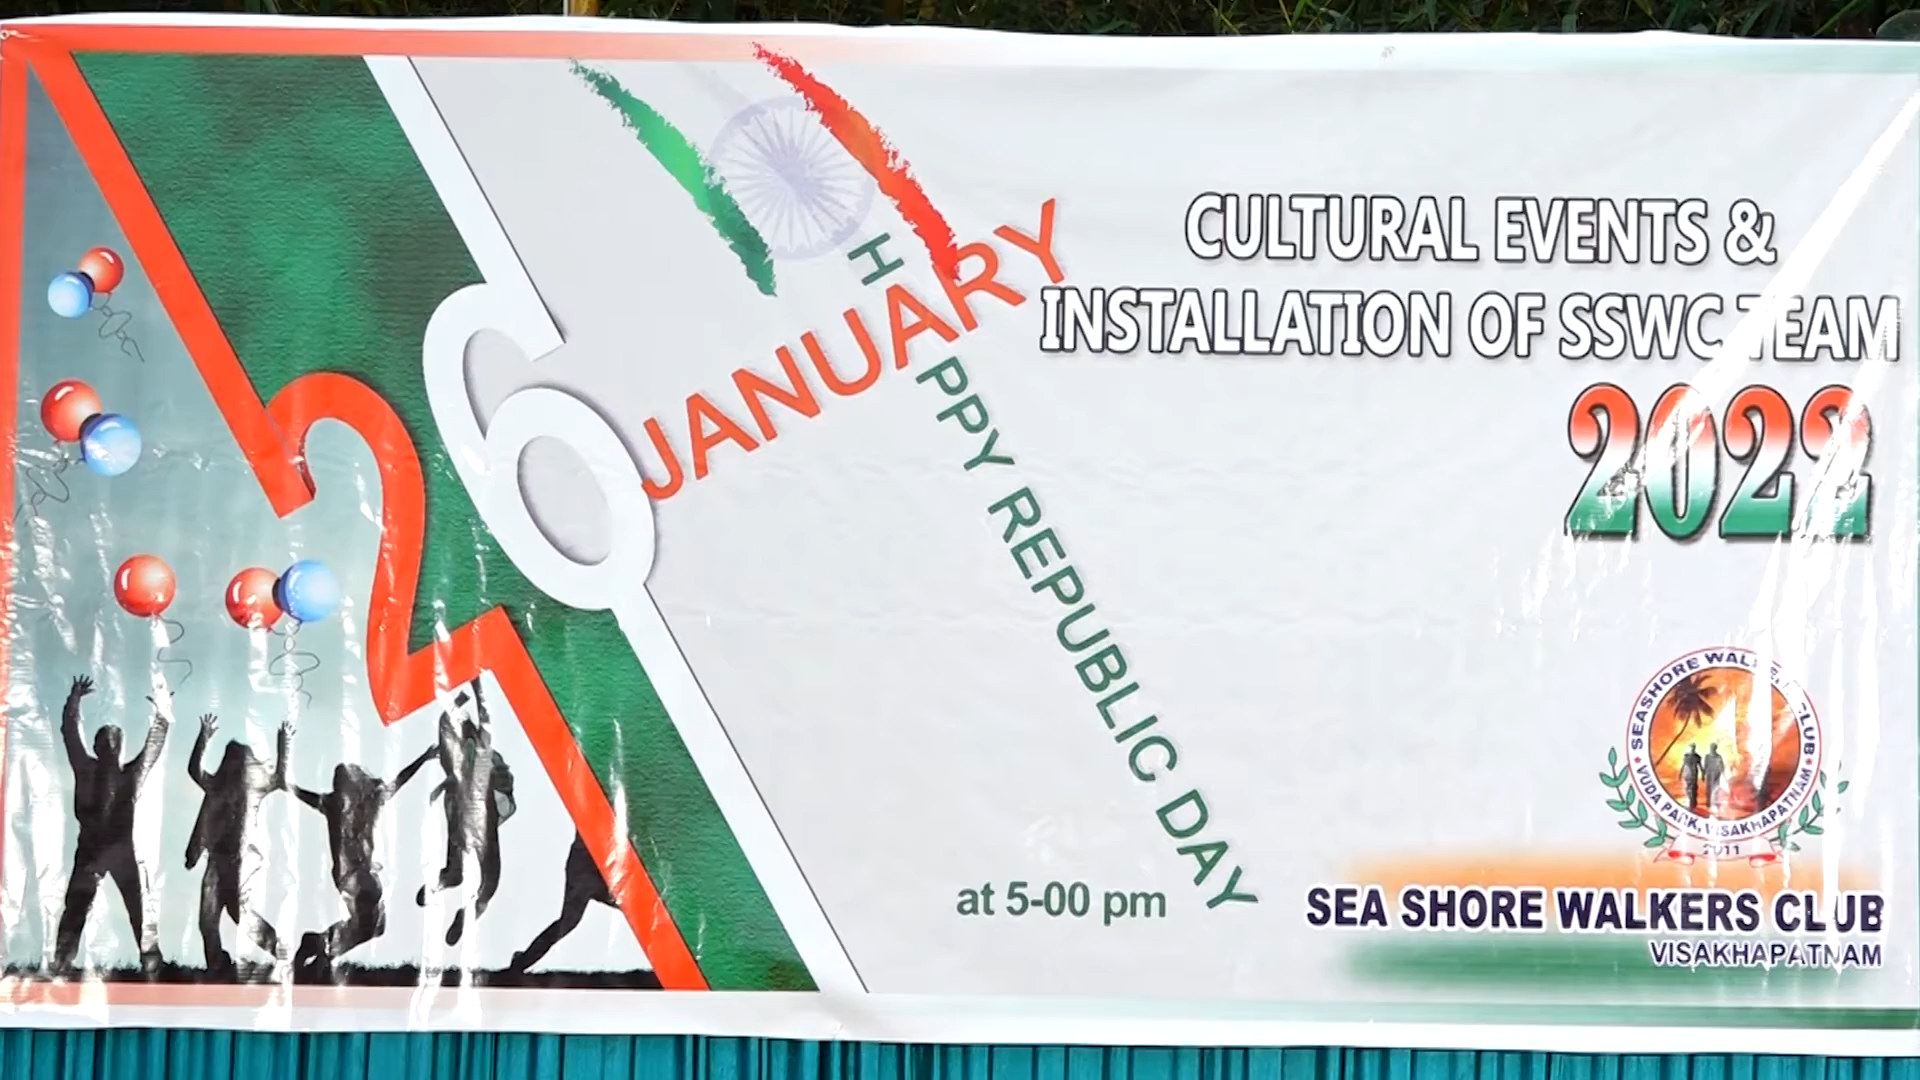 26
JANUARY
HAPPY REPUBLIC DAY
at 5-00 pm
CULTURAL EVENTS &
INSTALLATION OF SSWC TEAM
2022
SEASHORE WALKERS CLUB
VUDA PARK, VISAKHAPATNAM
2011
SEA SHORE WALKERS CLUB
VISAKHAPATNAM